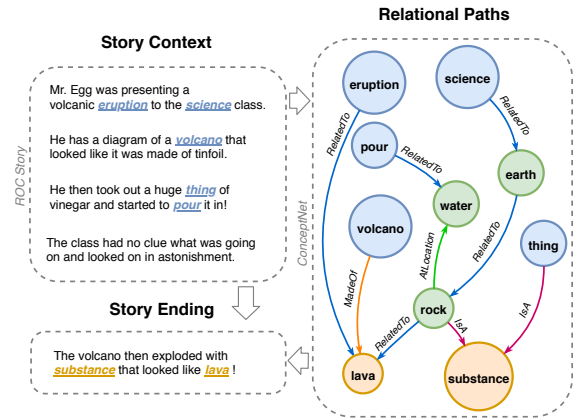 Story Context
Relational Paths
ROC Story
Mr. Egg was presenting a
volcanic eruption to the science class.
He has a diagram of a volcano that
looked like it was made of tinfoil.
He then took out a huge thing of
vinegar and started to pour it in!
The class had no clue what was going
on and looked on in astonishment.
Story Ending
The volcano then exploded with
substance that looked like lava !
ConceptNet
eruption
science
pour
RelatedTo
RelatedTo
RelatedTo
earth
water
volcano
thing
MadeOf
AtLocation
RelatedTo
rock
IsA
IsA
RelatedTo
lava
substance